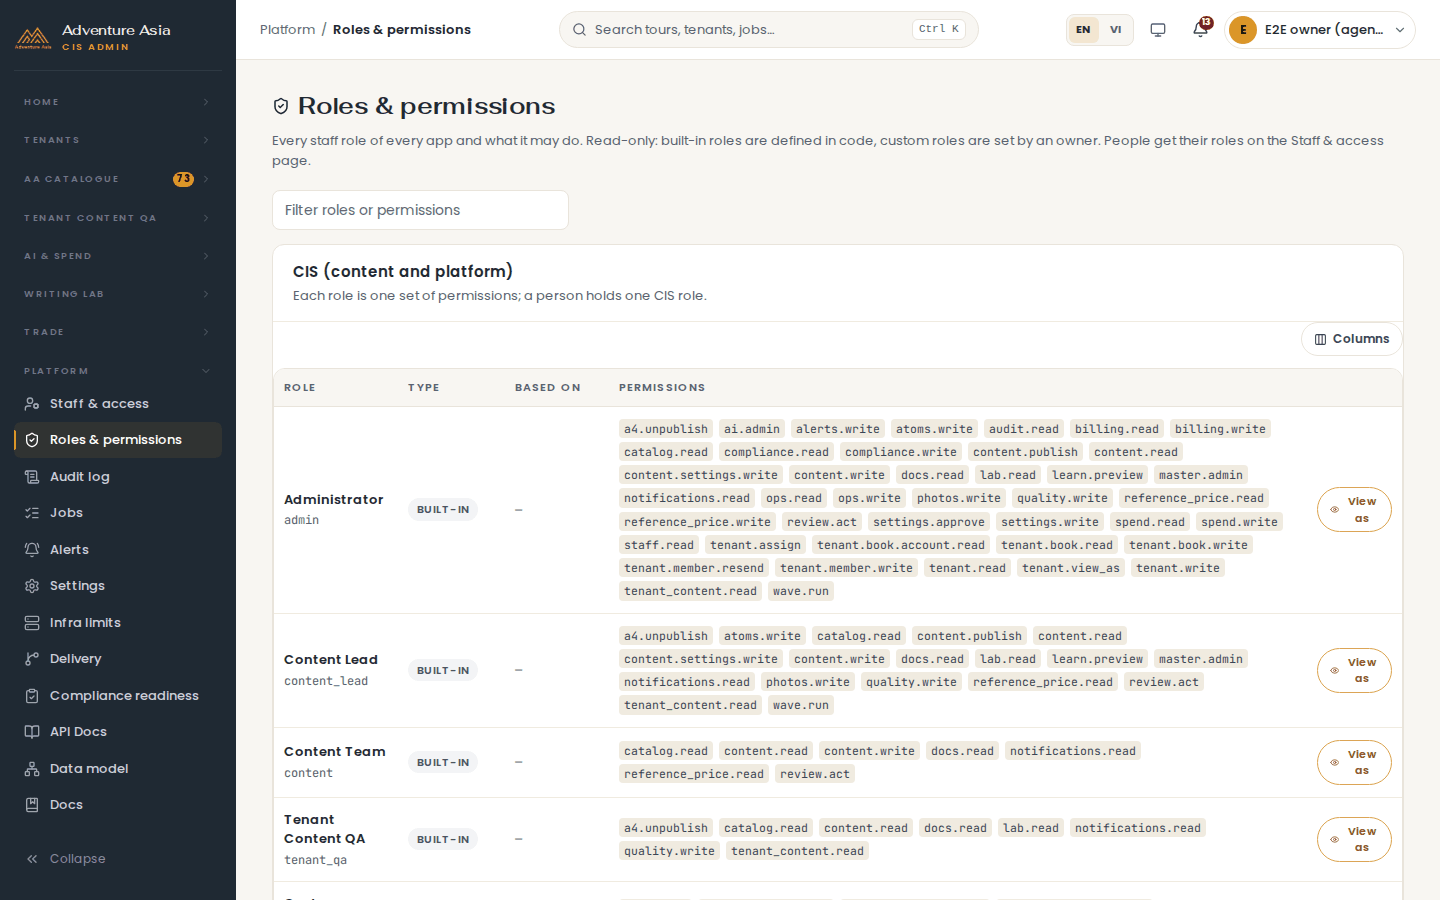 Adventure Asia
CIS ADMIN
Adventure Asia
HOME
TENANTS
AA CATALOGUE 73
TENANT CONTENT QA
AI & SPEND
WRITING LAB
TRADE
PLATFORM
Staff & access
Roles & permissions
Audit log
Jobs
Alerts
Settings
Infra limits
Delivery
Compliance readiness
API Docs
Data model
Docs
Collapse
Platform / Roles & permissions
Search tours, tenants, jobs... Ctrl K
EN VI
13
E E2E owner (agen...
Roles & permissions
Every staff role of every app and what it may do. Read-only: built-in roles are defined in code, custom roles are set by an owner. People get their roles on the Staff & access
page.
Filter roles or permissions
CIS (content and platform)
Each role is one set of permissions; a person holds one CIS role.
Columns
ROLE TYPE BASED ON PERMISSIONS
Administrator
admin
BUILT-IN
–
a4.unpublish ai.admin alerts.write atoms.write audit.read billing.read billing.write
catalog.read compliance.read compliance.write content.publish content.read
content.settings.write content.write docs.read lab.read learn.preview master.admin
notifications.read ops.read ops.write photos.write quality.write reference_price.read
reference_price.write review.act settings.approve settings.write spend.read spend.write
staff.read tenant.assign tenant.book.account.read tenant.book.read tenant.book.write
tenant.member.resend tenant.member.write tenant.read tenant.view_as tenant.write
tenant_content.read wave.run
View
as
Content Lead
content_lead
BUILT-IN
–
a4.unpublish atoms.write catalog.read content.publish content.read
content.settings.write content.write docs.read lab.read learn.preview master.admin
notifications.read photos.write quality.write reference_price.read review.act
tenant_content.read wave.run
View
as
Content Team
content
BUILT-IN
–
catalog.read content.read content.write docs.read notifications.read
reference_price.read review.act
View
as
Tenant
Content QA
tenant_qa
BUILT-IN
–
a4.unpublish catalog.read content.read docs.read lab.read notifications.read
quality.write tenant_content.read
View
as